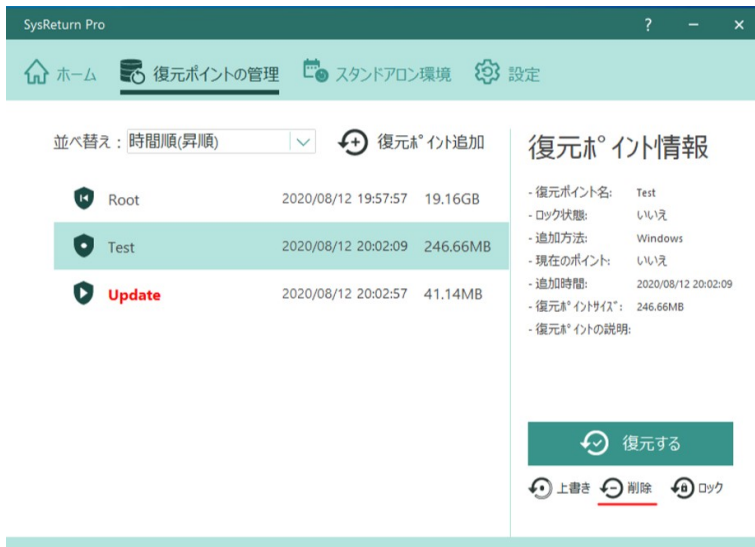 SysReturn Pro ? － ×
ホーム 復元ポイントの管理 スタンドアロン環境 設定
並べ替え：時間順(昇順) 復元ﾎﾟｲﾝﾄ追加
Root 2020/08/12 19:57:57 19.16GB
Test 2020/08/12 20:02:09 246.66MB
Update 2020/08/12 20:02:57 41.14MB
復元ﾎﾟｲﾝﾄ情報
- 復元ポイント名: Test
- ロック状態: いいえ
- 追加方法: Windows
- 現在のポイント: いいえ
- 追加時間: 2020/08/12 20:02:09
- 復元ﾎﾟｲﾝﾄｻｲｽﾞ: 246.66MB
- 復元ﾎﾟｲﾝﾄの説明:
復元する
上書き 削除 ロック